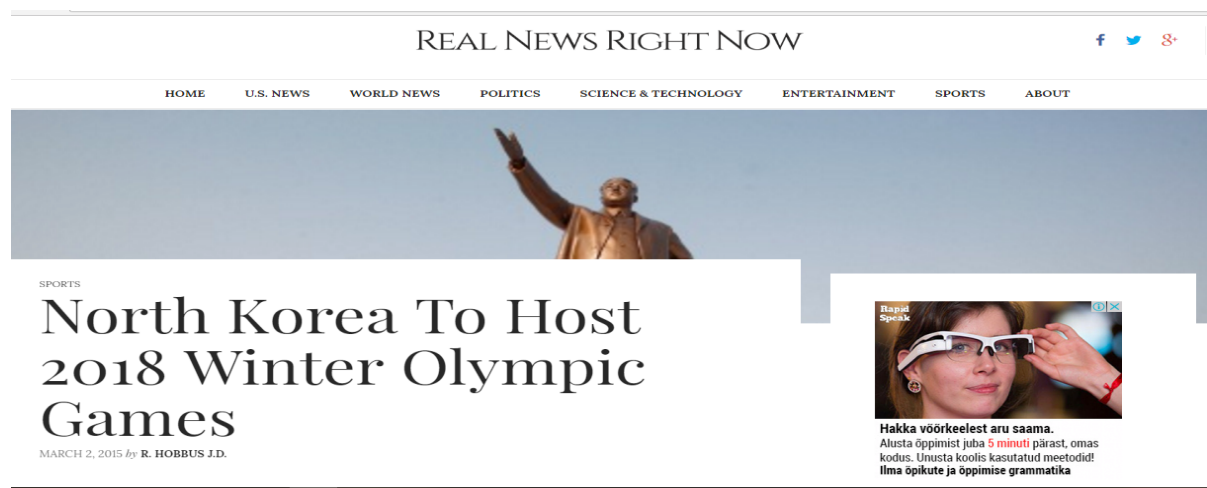 REAL NEWS RIGHT NOW
f 8+
HOME U.S. NEWS WORLD NEWS POLITICS SCIENCE & TECHNOLOGY ENTERTAINMENT SPORTS ABOUT
SPORTS
North Korea To Host
2018 Winter Olympic
Games
MARCH 2, 2015 by R. HOBBUS J.D.
Rapid
Speak
Hakka võõrkeelest aru saama.
Alusta õppimist juba 5 minuti pärast, omas
kodus. Unusta koolis kasutatud meetodid!
Ilma õpikute ja õppimise grammatika